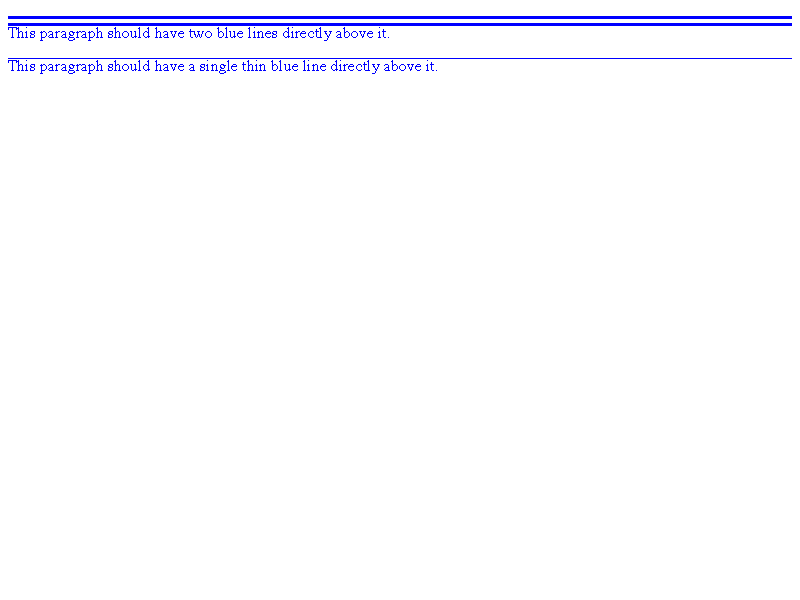 This paragraph should have two blue lines directly above it.
This paragraph should have a single thin blue line directly above it.